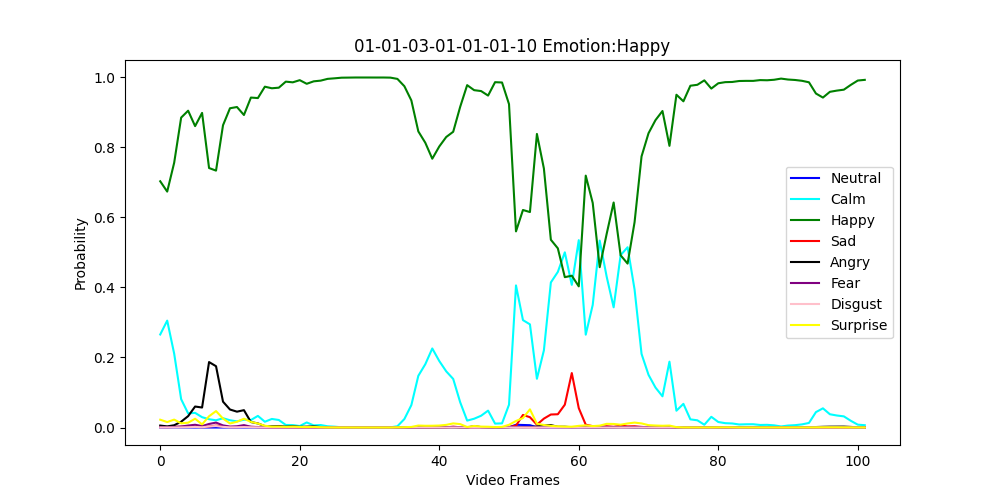 01-01-03-01-01-01-10 Emotion:Happy
1.0
0.8
0.6
0.4
0.2
0.0
Probability
0
20
40
60
80
100
Video Frames
Neutral
Calm
Happy
Sad
Angry
Fear
Disgust
Surprise